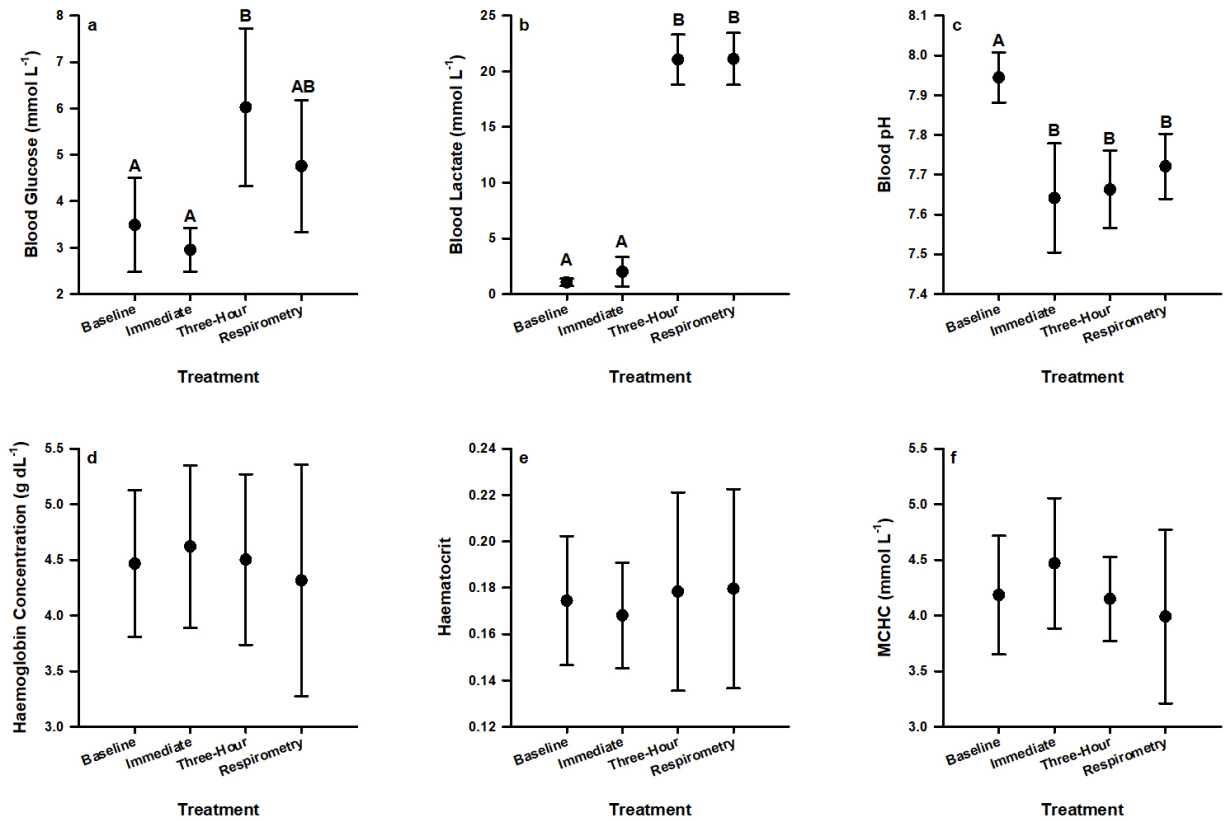 a
Blood Glucose (mmol L-1)
8
7
6
5
4
3
2
A
A
B
AB
Baseline
Immediate
Three-Hour
Respirometry
Treatment
b
Blood Lactate (mmol L-1)
25
20
15
10
5
0
A
A
B
B
Baseline
Immediate
Three-Hour
Respirometry
Treatment
c
Blood pH
8.1
8.0
7.9
7.8
7.7
7.6
7.5
7.4
A
B
B
B
Baseline
Immediate
Three-Hour
Respirometry
Treatment
d
Haemoglobin Concentration (g dL-1)
5.5
5.0
4.5
4.0
3.5
3.0
Baseline
Immediate
Three-Hour
Respirometry
Treatment
e
Haematocrit
0.24
0.22
0.20
0.18
0.16
0.14
0.12
Baseline
Immediate
Three-Hour
Respirometry
Treatment
f
MCHC (mmol L-1)
5.5
5.0
4.5
4.0
3.5
3.0
Baseline
Immediate
Three-Hour
Respirometry
Treatment